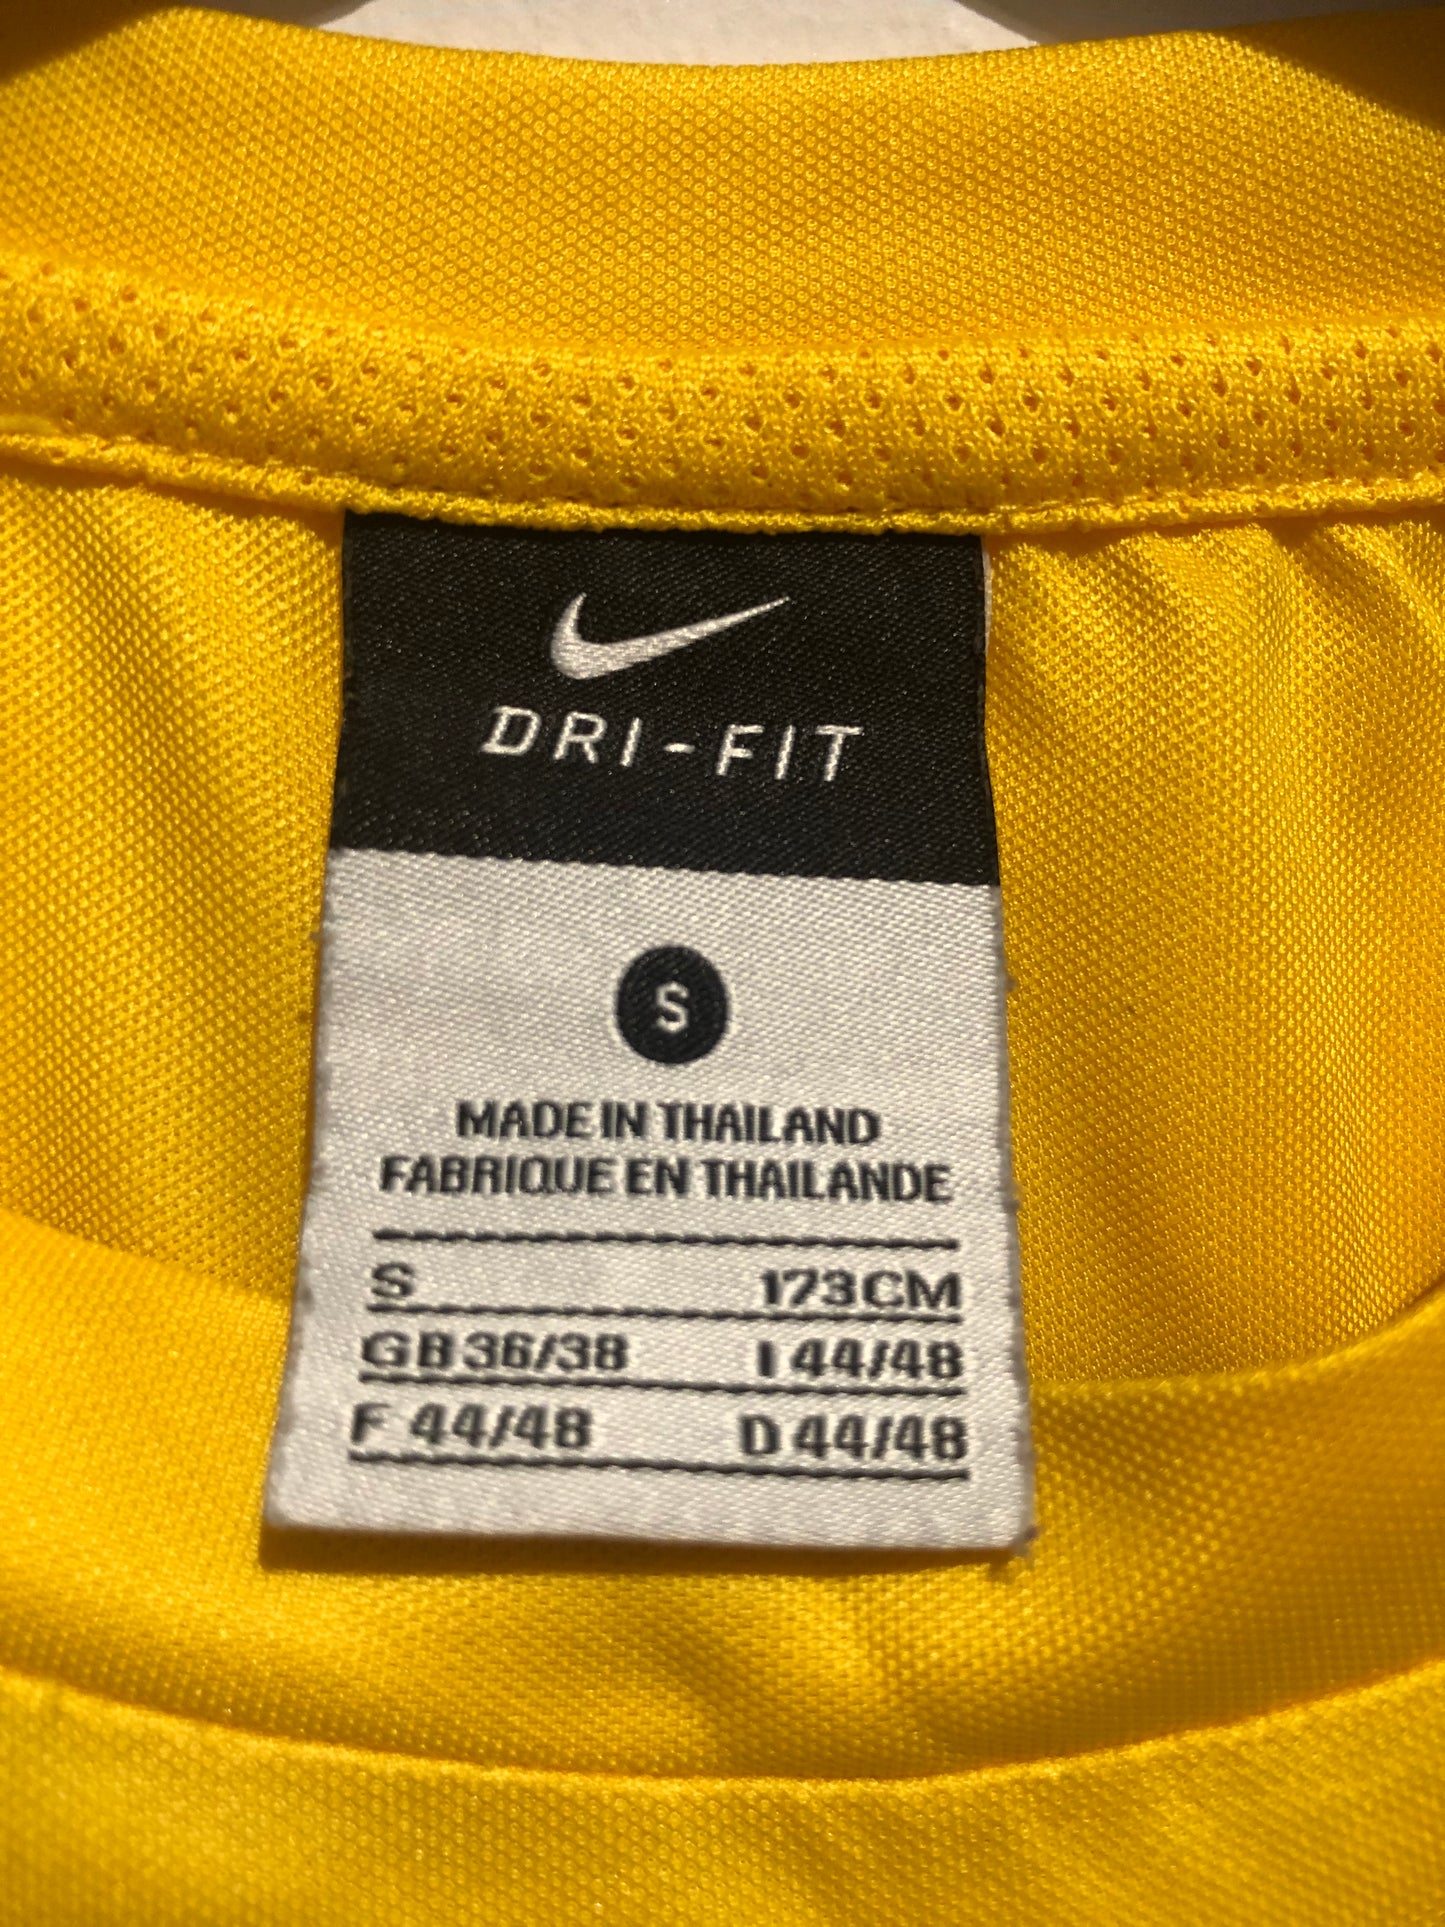 DRI-FIT
S
MADE IN THAILAND
FABRIQUE EN THAILANDE
S 173CM
GB 36/38 I 44/48
F 44/48 D 44/48